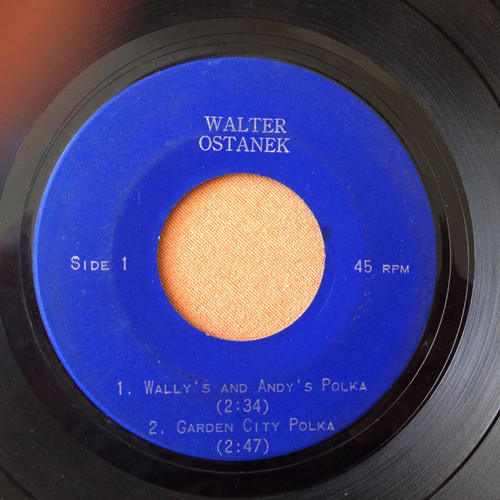 WALTER
OSTANEK
SIDE 1
45 RPM
1. WALLY'S AND ANDY'S POLKA
(2:34)
2. GARDEN CITY POLKA
(2:47)